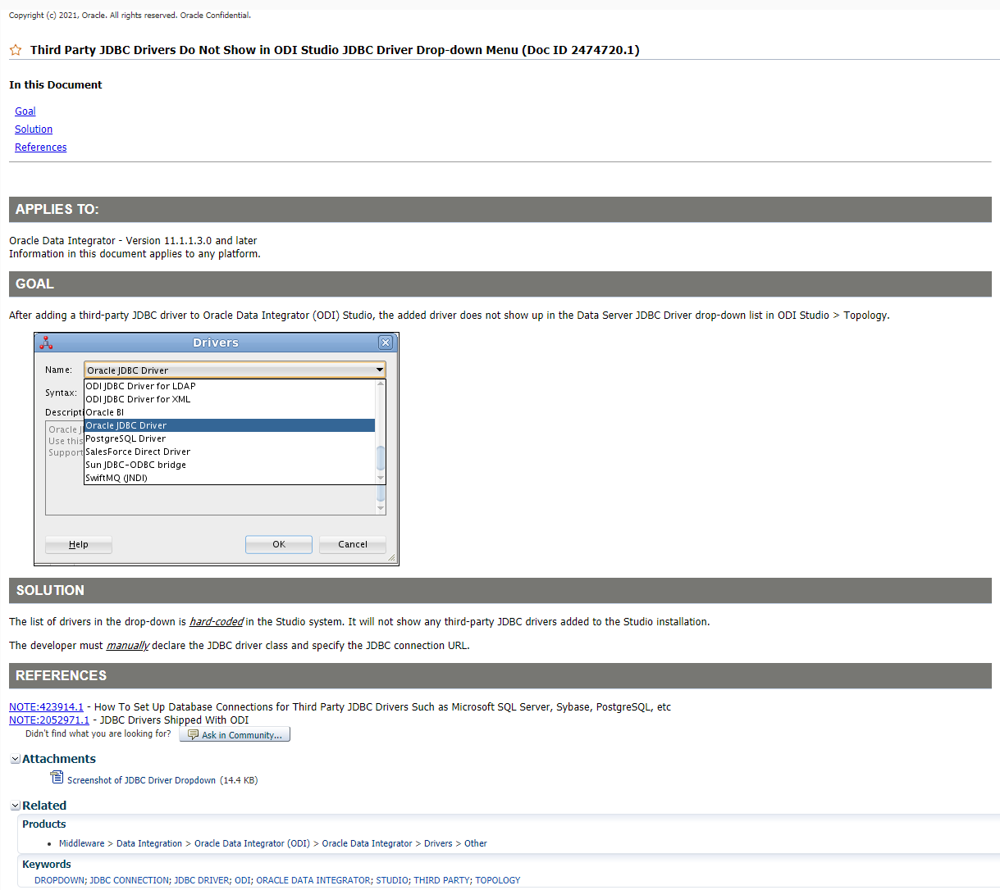 Copyright (c) 2021, Oracle. All rights reserved. Oracle Confidential.
Third Party JDBC Drivers Do Not Show in ODI Studio JDBC Driver Drop-down Menu (Doc ID 2474720.1)
In this Document
Goal
Solution
References
APPLIES TO:
Oracle Data Integrator - Version 11.1.1.3.0 and later
Information in this document applies to any platform.
GOAL
After adding a third-party JDBC driver to Oracle Data Integrator (ODI) Studio, the added driver does not show up in the Data Server JDBC Driver drop-down list in ODI Studio > Topology.
Drivers
Name: Oracle JDBC Driver
ODI JDBC Driver for LDAP
Syntax:
ODI JDBC Driver for XML
Descripti Oracle BI
Oracle J Oracle JDBC Driver
Use this PostgreSQL Driver
Support SalesForce Direct Driver
Sun JDBC-ODBC bridge
SwiftMQ (JNDI)
Help OK Cancel
SOLUTION
The list of drivers in the drop-down is hard-coded in the Studio system. It will not show any third-party JDBC drivers added to the Studio installation.
The developer must manually declare the JDBC driver class and specify the JDBC connection URL.
REFERENCES
NOTE:423914.1 - How To Set Up Database Connections for Third Party JDBC Drivers Such as Microsoft SQL Server, Sybase, PostgreSQL, etc
NOTE:2052971.1 - JDBC Drivers Shipped With ODI
Didn't find what you are looking for? Ask in Community...
Attachments
Screenshot of JDBC Driver Dropdown (14.4 KB)
Related
Products
• Middleware > Data Integration > Oracle Data Integrator (ODI) > Oracle Data Integrator > Drivers > Other
Keywords
DROPDOWN; JDBC CONNECTION; JDBC DRIVER; ODI; ORACLE DATA INTEGRATOR; STUDIO; THIRD PARTY; TOPOLOGY